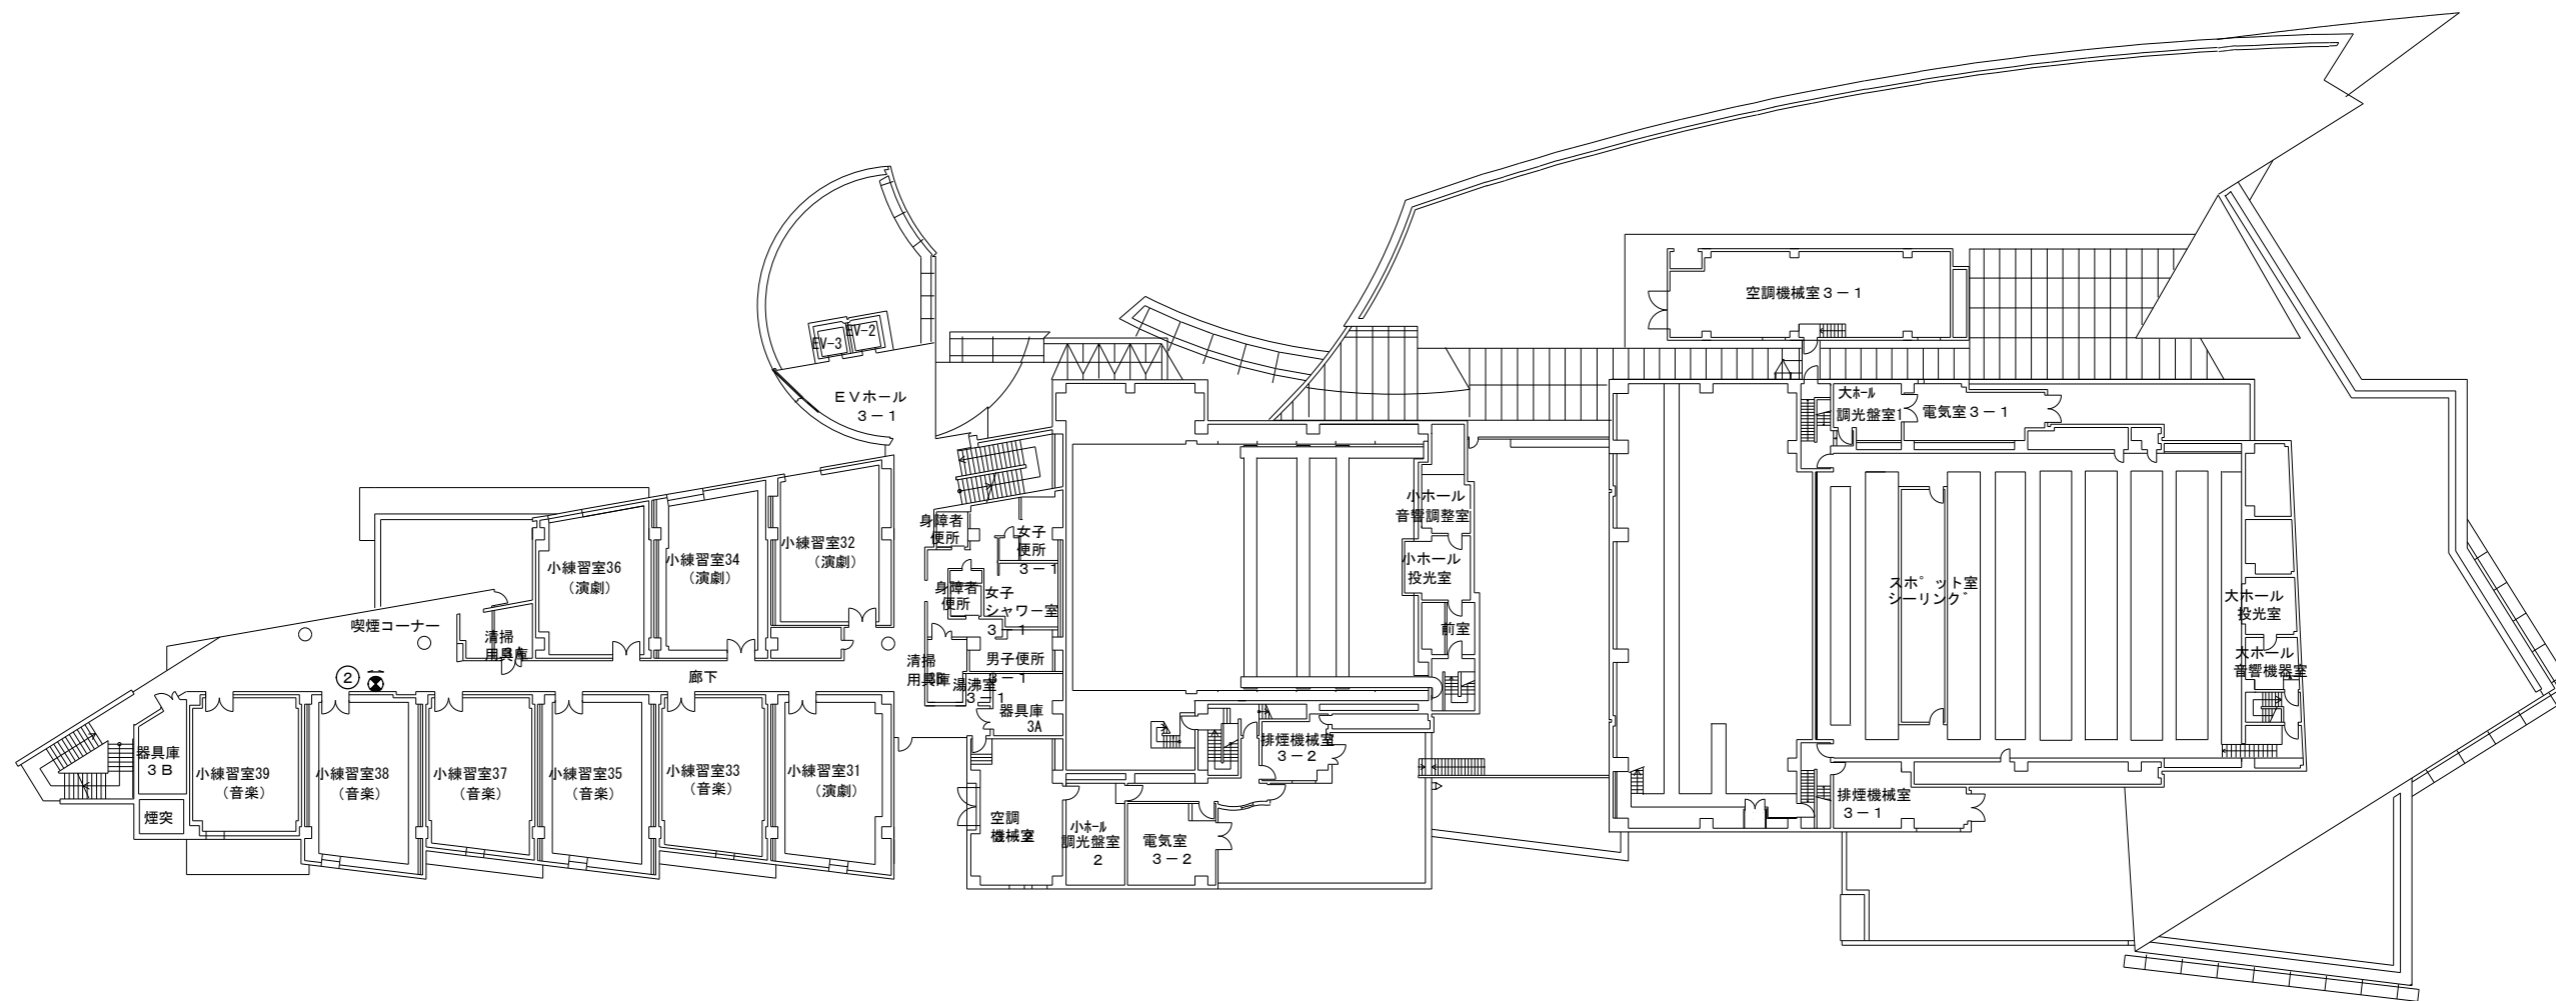 空調機械室３－１
EV-2
EV-3
ＥＶホール
３－１
大ホール
調光盤室1
電気室３－１
小ホール
音響調整室
小ホール
投光室
前室
スポット室
シーリング
大ホール
投光室
大ホール
音響機器室
身障者
便所
女子
便所
３－１
身障者
便所
女子
シャワー室
３－１
男子便所
３－１
清掃
用具庫
3B
湯沸室
３－１
器具庫
3A
小練習室32
（演劇）
小練習室34
（演劇）
小練習室36
（演劇）
清掃
用具庫
3A
喫煙コーナー
廊下
2
器具庫
３Ｂ
煙突
小練習室39
（音楽）
小練習室38
（音楽）
小練習室37
（音楽）
小練習室35
（音楽）
小練習室33
（音楽）
小練習室31
（演劇）
空調
機械室
小ホール
調光盤室
2
電気室
３－２
排煙機械室
３－２
排煙機械室
３－１